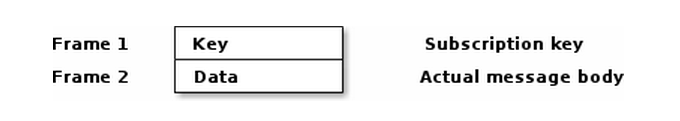 Frame 1 Key Subscription key
Frame 2 Data Actual message body